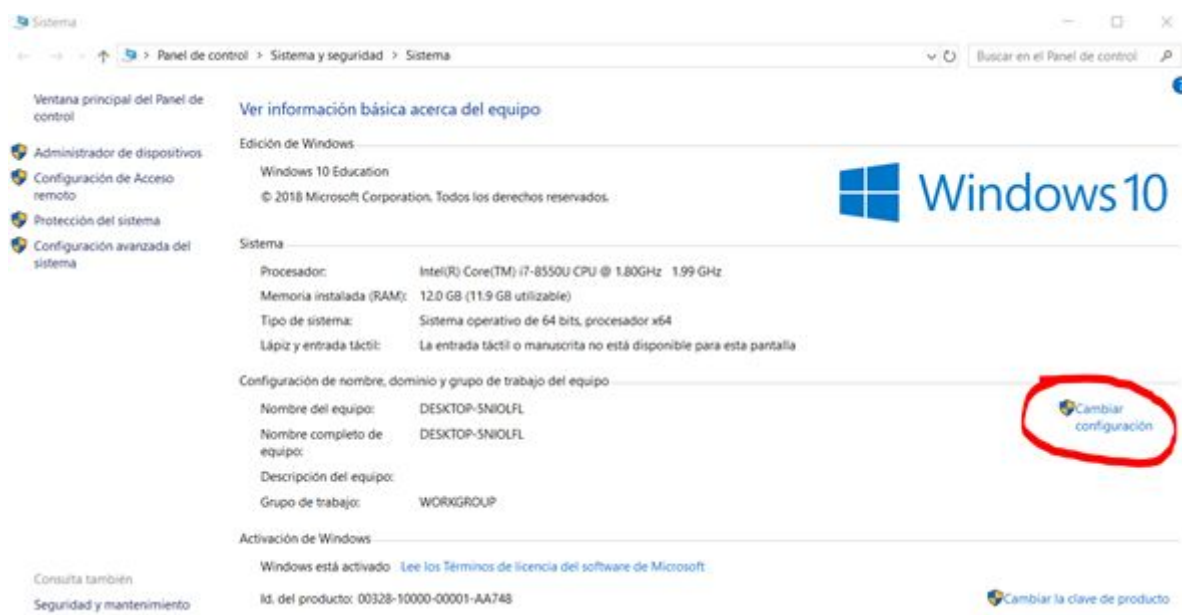 Sistema
Panel de control > Sistema y seguridad > Sistema
Buscar en el Panel de control
Ventana principal del Panel de
control
Administrador de dispositivos
Configuración de Acceso
remoto
Protección del sistema
Configuración avanzada del
sistema
Consulta también
Seguridad y mantenimiento
Ver información básica acerca del equipo
Edición de Windows
Windows 10 Education
© 2018 Microsoft Corporation. Todos los derechos reservados.
Windows 10
Sistema
Procesador: Intel(R) Core(TM) i7-8550U CPU @ 1.80GHz 1.99 GHz
Memoria instalada (RAM): 12.0 GB (11.9 GB utilizable)
Tipo de sistema: Sistema operativo de 64 bits, procesador x64
Lápiz y entrada táctil: La entrada táctil o manuscrita no está disponible para esta pantalla
Configuración de nombre, dominio y grupo de trabajo del equipo
Nombre del equipo: DESKTOP-5NIOLFL
Cambiar
configuración
Nombre completo de DESKTOP-5NIOLFL
equipo:
Descripción del equipo:
Grupo de trabajo: WORKGROUP
Activación de Windows
Windows está activado Lee los Términos de licencia del software de Microsoft
Id. del producto: 00328-10000-00001-AA748
Cambiar la clave de producto